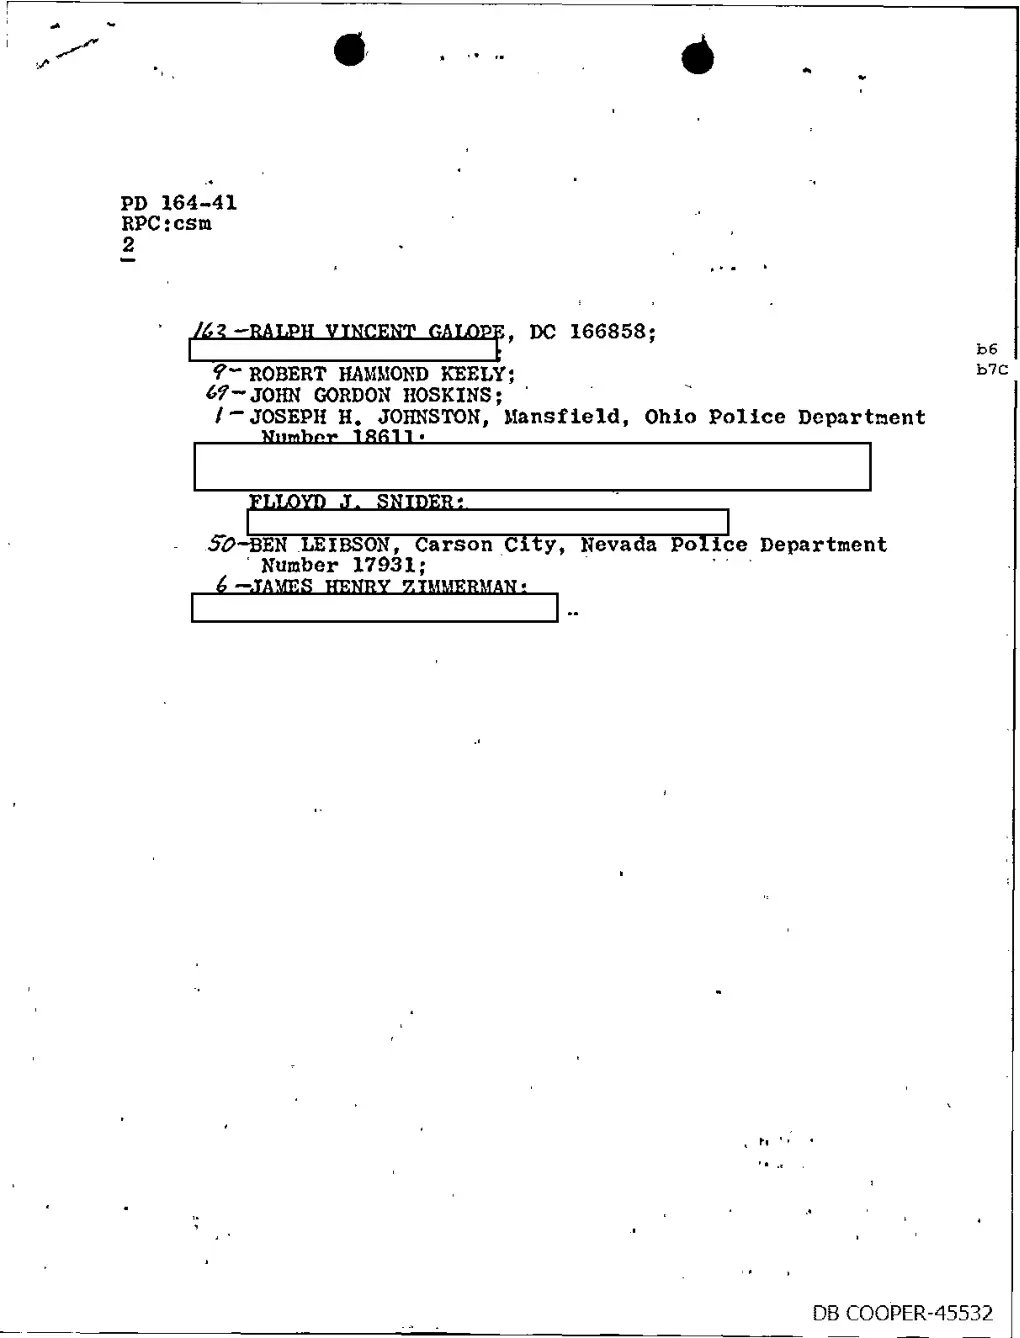 PD 164-41
RPC:csm
2
163 -RALPH VINCENT GALOPE, DC 166858;
b6
b7C
9- ROBERT HAMMOND KEELY;
69-JOHN GORDON HOSKINS;
1-JOSEPH H. JOHNSTON, Mansfield, Ohio Police Department
Number 18611;
FLLOYD J. SNIDER;
50-BEN LEIBSON, Carson City, Nevada Police Department
Number 17931;
6-JAMES HENRY ZIMMERMAN;
DB COOPER-45532